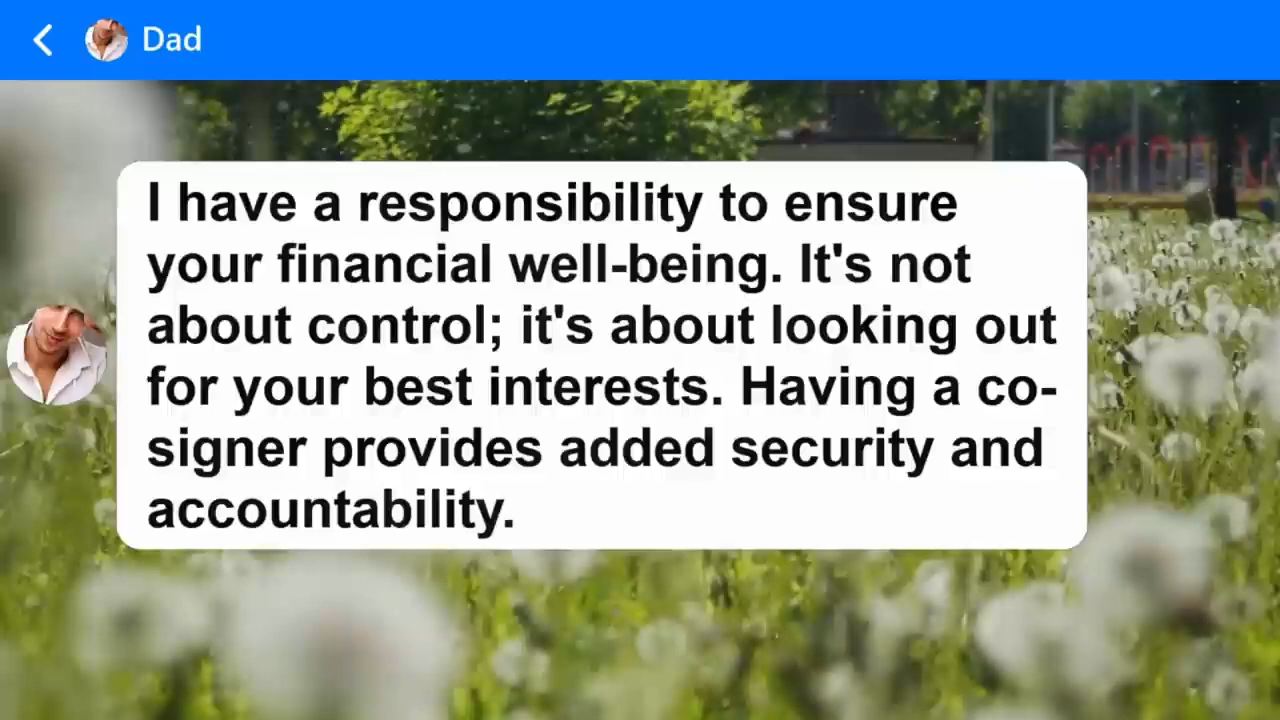 Dad
I have a responsibility to ensure
your financial well-being. It's not
about control; it's about looking out
for your best interests. Having a co-
signer provides added security and
accountability.